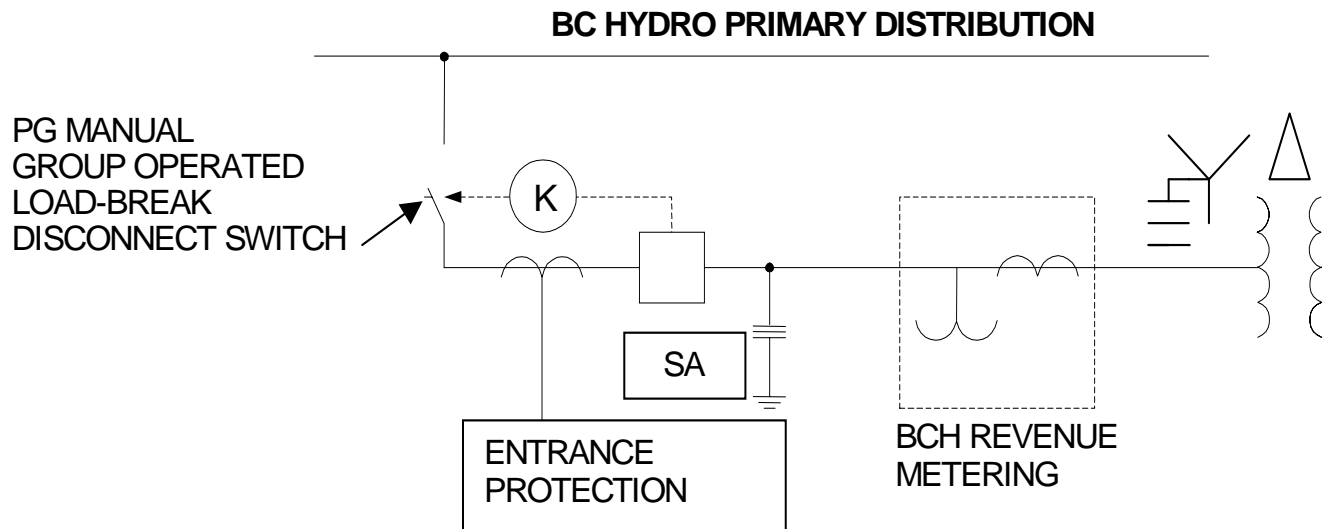 BC HYDRO PRIMARY DISTRIBUTION
PG MANUAL
GROUP OPERATED
LOAD-BREAK
DISCONNECT SWITCH
K
SA
ENTRANCE
PROTECTION
BCH REVENUE
METERING